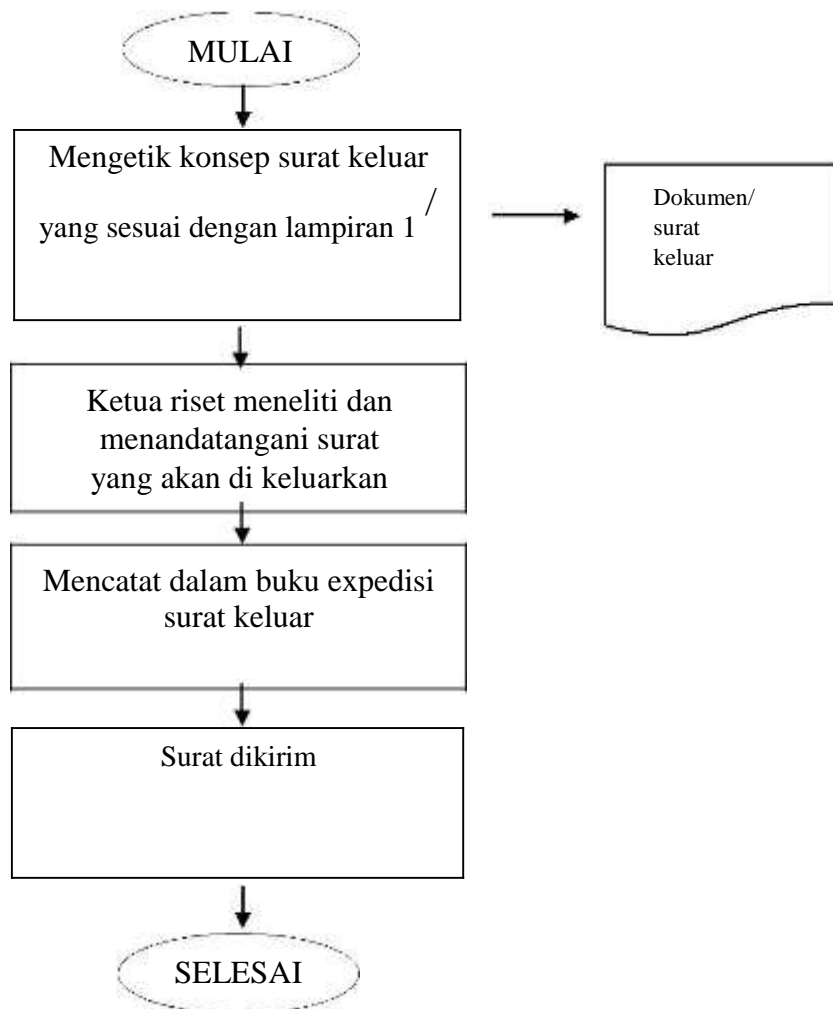 MULAI
Mengetik konsep surat keluar
yang sesuai dengan lampiran 1 /
Dokumen/
surat
keluar
Ketua riset meneliti dan
menandatangani surat
yang akan di keluarkan
Mencatat dalam buku expedisi
surat keluar
Surat dikirim
SELESAI